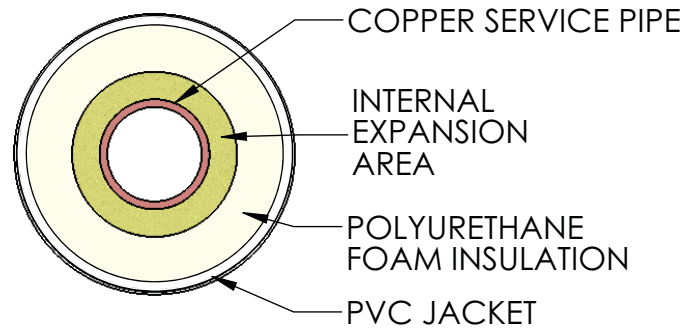 COPPER SERVICE PIPE
INTERNAL
EXPANSION
AREA
POLYURETHANE
FOAM INSULATION
PVC JACKET